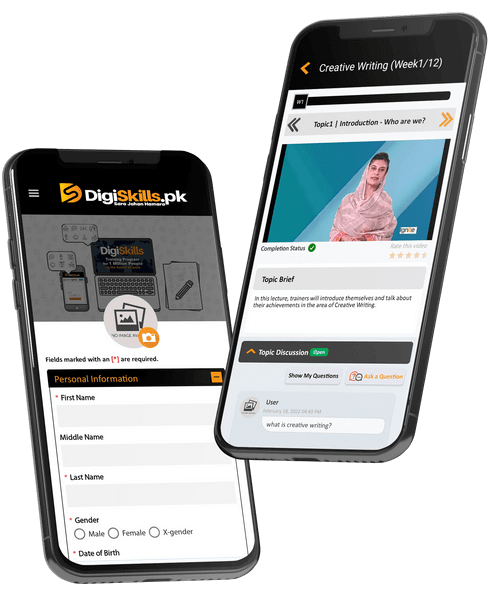 Creative Writing (Week1/12)
W1
Topic1 | Introduction - Who are we?
ignite
Completion Status
Rate this video
Topic Brief
In this lecture, trainers will introduce themselves and talk about
their achievements in the area of Creative Writing.
Topic Discussion Open
Show My Questions
Ask a Question
User
February 18, 2022 04:40 PM
what is creative writing?
DigiSkills.pk
Sara Jahan Hamara
DigiSkills
Training Program
for 1 Million People
NO IMAGE
Fields marked with an [*] are required.
Personal Information
* First Name
Middle Name
* Last Name
* Gender
Male Female X-gender
* Date of Birth